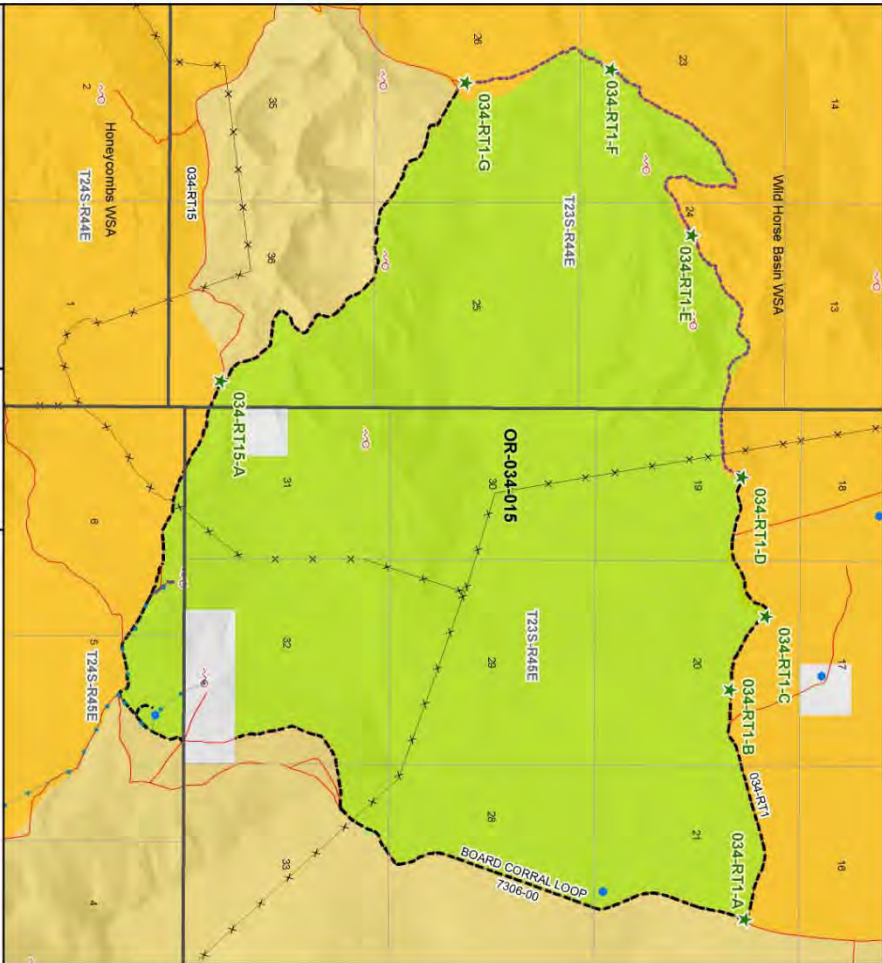 14
23
26
Wild Horse Basin WSA
034-RT1-F
034-RT1-G
35
2
Honeycombs WSA
T24S-R44E
034-RT15
13
24
034-RT1-E
T23S-R44E
25
36
1
034-RT15-A
18
034-RT1-D
19
OR-034-015
30
31
6
17
034-RT1-C
034-RT1-B
20
T23S-R45E
29
32
5
T24S-R45E
034-RT1
16
21
034-RT1-A
28
BOARD CORRAL LOOP
7306-00
33
4